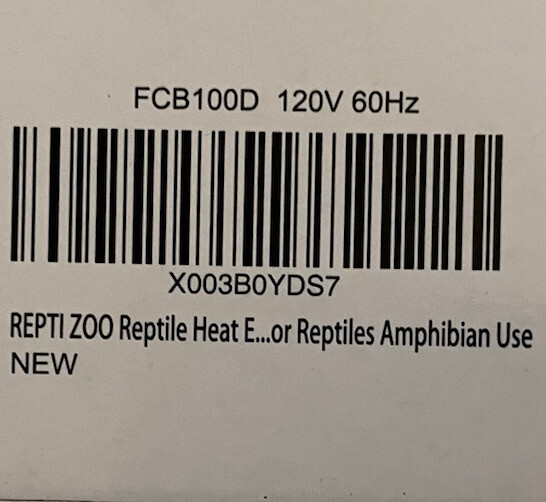 FCB100D 120V 60Hz
X003B0YDS7
REPTI ZOO Reptile Heat E...or Reptiles Amphibian Use
NEW